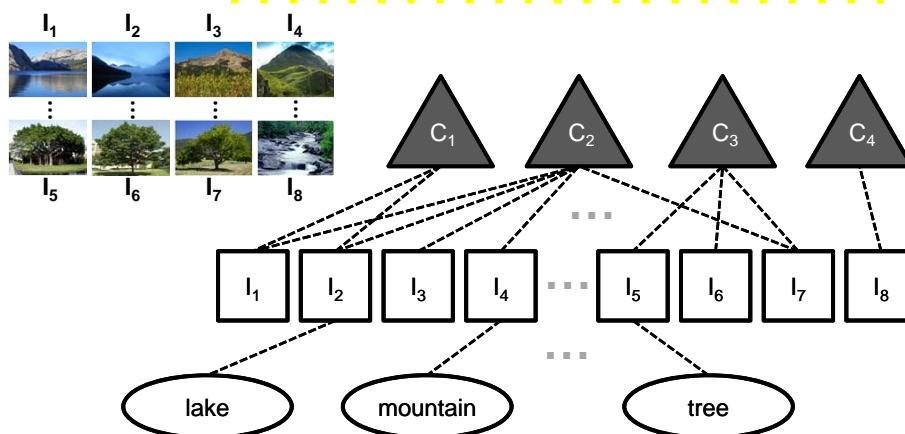 I1 I2 I3 I4
I5 I6 I7 I8
C1 C2 C3 C4
I1 I2 I3 I4 I5 I6 I7 I8
lake mountain tree